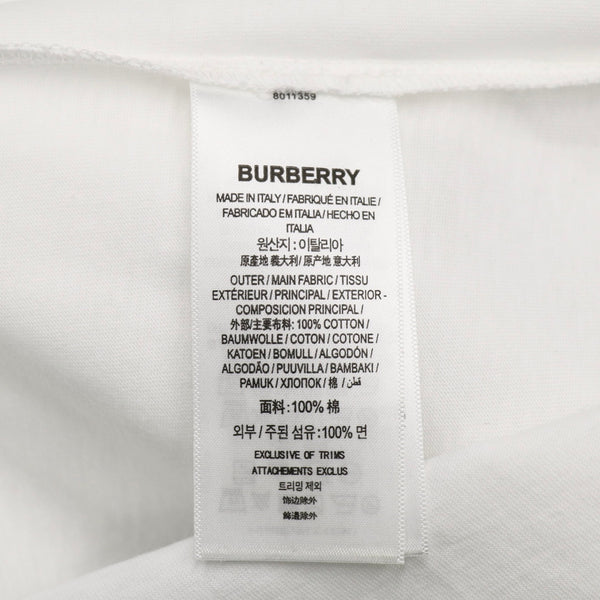 8011359
BURBERRY
MADE IN ITALY / FABRIQUÉ EN ITALIE /
FABRICADO EM ITALIA / HECHO EN
ITALIA
원산지 : 이탈리아
原產地 義大利/ 原产地 意大利
OUTER / MAIN FABRIC / TISSU
EXTÉRIEUR / PRINCIPAL / EXTERIOR -
COMPOSICION PRINCIPAL /
外部/主要布料: 100% COTTON /
BAUMWOLLE / COTON / COTONE /
KATOEN / BOMULL / ALGODÓN /
ALGODÃO / PUUVILLA / BAMBAKI /
PAMUK / ХЛОПОК / 棉 / قطن /
面料 : 100% 棉
외부 / 주된 섬유 : 100% 면
EXCLUSIVE OF TRIMS
ATTACHEMENTS EXCLUS
트리밍 제외
饰边除外
飾邊除外